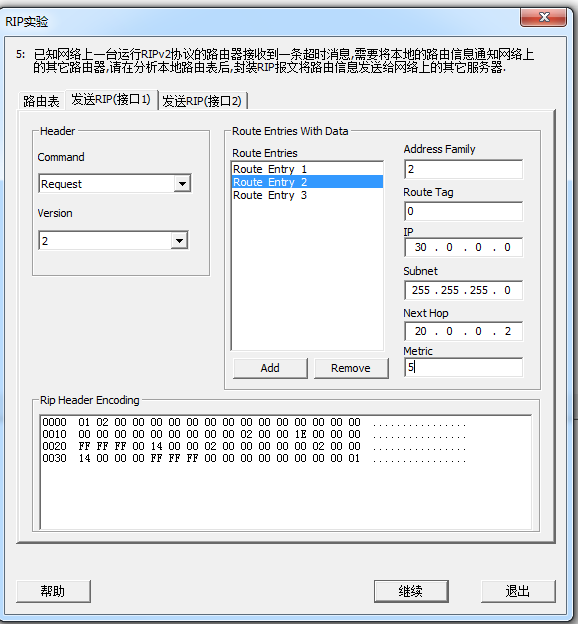 RIP实验
5: 已知网络上一台运行RIPv2协议的路由器接收到一条超时消息,需要将本地的路由信息通知网络上
的其它路由器,请在分析本地路由表后,封装RIP报文将路由信息发送给网络上的其它服务器.
路由表 发送RIP(接口1) 发送RIP(接口2)
Header
Command
Request
Version
2
Route Entries With Data
Route Entries
Route Entry 1
Route Entry 2
Route Entry 3
Add Remove
Address Family
2
Route Tag
0
IP
30 . 0 . 0 . 0
Subnet
255 . 255 . 255 . 0
Next Hop
20 . 0 . 0 . 2
Metric
5
Rip Header Encoding
0000 01 02 00 00 00 00 00 00 00 00 00 00 00 00 00 00 ................
0010 00 00 00 00 00 00 00 00 00 02 00 00 1E 00 00 00 ................
0020 FF FF FF 00 14 00 00 02 00 00 00 00 00 02 00 00 ................
0030 14 00 00 00 FF FF FF 00 00 00 00 00 00 00 00 01 ................
帮助 继续 退出